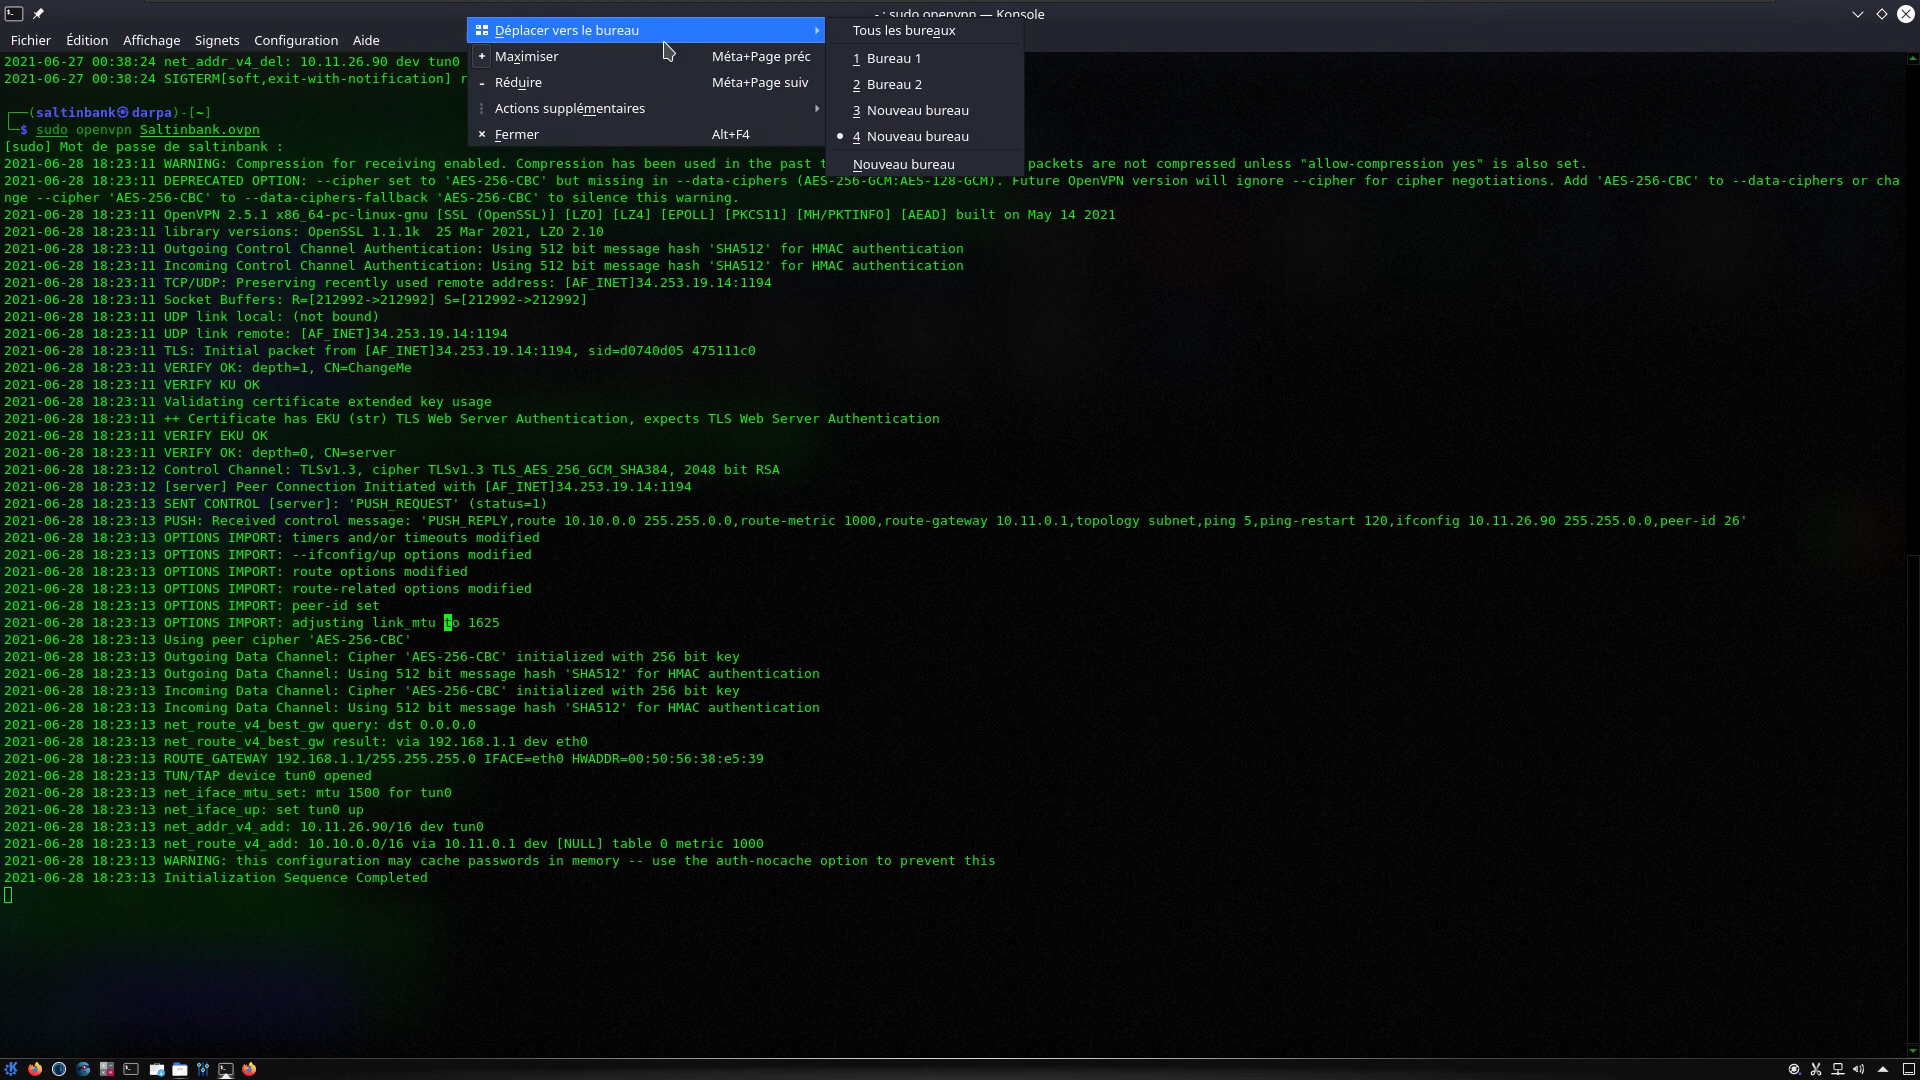 - : sudo openvpn — Konsole
Fichier Édition Affichage Signets Configuration Aide
Déplacer vers le bureau
Maximiser Méta+Page préc
Réduire Méta+Page suiv
Actions supplémentaires
Fermer Alt+F4
Tous les bureaux
1 Bureau 1
2 Bureau 2
3 Nouveau bureau
4 Nouveau bureau
Nouveau bureau
2021-06-27 00:38:24 net_addr_v4_del: 10.11.26.90 dev tun0
2021-06-27 00:38:24 SIGTERM[soft,exit-with-notification] r
┌──(saltinbank㉿darpa)-[~]
└─$ sudo openvpn Saltinbank.ovpn
[sudo] Mot de passe de saltinbank :
2021-06-28 18:23:11 WARNING: Compression for receiving enabled. Compression has been used in the past t packets are not compressed unless "allow-compression yes" is also set.
2021-06-28 18:23:11 DEPRECATED OPTION: --cipher set to 'AES-256-CBC' but missing in --data-ciphers (AES-256-GCM:AES-128-GCM). Future OpenVPN version will ignore --cipher for cipher negotiations. Add 'AES-256-CBC' to --data-ciphers or cha
nge --cipher 'AES-256-CBC' to --data-ciphers-fallback 'AES-256-CBC' to silence this warning.
2021-06-28 18:23:11 OpenVPN 2.5.1 x86_64-pc-linux-gnu [SSL (OpenSSL)] [LZO] [LZ4] [EPOLL] [PKCS11] [MH/PKTINFO] [AEAD] built on May 14 2021
2021-06-28 18:23:11 library versions: OpenSSL 1.1.1k  25 Mar 2021, LZO 2.10
2021-06-28 18:23:11 Outgoing Control Channel Authentication: Using 512 bit message hash 'SHA512' for HMAC authentication
2021-06-28 18:23:11 Incoming Control Channel Authentication: Using 512 bit message hash 'SHA512' for HMAC authentication
2021-06-28 18:23:11 TCP/UDP: Preserving recently used remote address: [AF_INET]34.253.19.14:1194
2021-06-28 18:23:11 Socket Buffers: R=[212992->212992] S=[212992->212992]
2021-06-28 18:23:11 UDP link local: (not bound)
2021-06-28 18:23:11 UDP link remote: [AF_INET]34.253.19.14:1194
2021-06-28 18:23:11 TLS: Initial packet from [AF_INET]34.253.19.14:1194, sid=d0740d05 475111c0
2021-06-28 18:23:11 VERIFY OK: depth=1, CN=ChangeMe
2021-06-28 18:23:11 VERIFY KU OK
2021-06-28 18:23:11 Validating certificate extended key usage
2021-06-28 18:23:11 ++ Certificate has EKU (str) TLS Web Server Authentication, expects TLS Web Server Authentication
2021-06-28 18:23:11 VERIFY EKU OK
2021-06-28 18:23:11 VERIFY OK: depth=0, CN=server
2021-06-28 18:23:12 Control Channel: TLSv1.3, cipher TLSv1.3 TLS_AES_256_GCM_SHA384, 2048 bit RSA
2021-06-28 18:23:12 [server] Peer Connection Initiated with [AF_INET]34.253.19.14:1194
2021-06-28 18:23:13 SENT CONTROL [server]: 'PUSH_REQUEST' (status=1)
2021-06-28 18:23:13 PUSH: Received control message: 'PUSH_REPLY,route 10.10.0.0 255.255.0.0,route-metric 1000,route-gateway 10.11.0.1,topology subnet,ping 5,ping-restart 120,ifconfig 10.11.26.90 255.255.0.0,peer-id 26'
2021-06-28 18:23:13 OPTIONS IMPORT: timers and/or timeouts modified
2021-06-28 18:23:13 OPTIONS IMPORT: --ifconfig/up options modified
2021-06-28 18:23:13 OPTIONS IMPORT: route options modified
2021-06-28 18:23:13 OPTIONS IMPORT: route-related options modified
2021-06-28 18:23:13 OPTIONS IMPORT: peer-id set
2021-06-28 18:23:13 OPTIONS IMPORT: adjusting link_mtu to 1625
2021-06-28 18:23:13 Using peer cipher 'AES-256-CBC'
2021-06-28 18:23:13 Outgoing Data Channel: Cipher 'AES-256-CBC' initialized with 256 bit key
2021-06-28 18:23:13 Outgoing Data Channel: Using 512 bit message hash 'SHA512' for HMAC authentication
2021-06-28 18:23:13 Incoming Data Channel: Cipher 'AES-256-CBC' initialized with 256 bit key
2021-06-28 18:23:13 Incoming Data Channel: Using 512 bit message hash 'SHA512' for HMAC authentication
2021-06-28 18:23:13 net_route_v4_best_gw query: dst 0.0.0.0
2021-06-28 18:23:13 net_route_v4_best_gw result: via 192.168.1.1 dev eth0
2021-06-28 18:23:13 ROUTE_GATEWAY 192.168.1.1/255.255.255.0 IFACE=eth0 HWADDR=00:50:56:38:e5:39
2021-06-28 18:23:13 TUN/TAP device tun0 opened
2021-06-28 18:23:13 net_iface_mtu_set: mtu 1500 for tun0
2021-06-28 18:23:13 net_iface_up: set tun0 up
2021-06-28 18:23:13 net_addr_v4_add: 10.11.26.90/16 dev tun0
2021-06-28 18:23:13 net_route_v4_add: 10.10.0.0/16 via 10.11.0.1 dev [NULL] table 0 metric 1000
2021-06-28 18:23:13 WARNING: this configuration may cache passwords in memory -- use the auth-nocache option to prevent this
2021-06-28 18:23:13 Initialization Sequence Completed